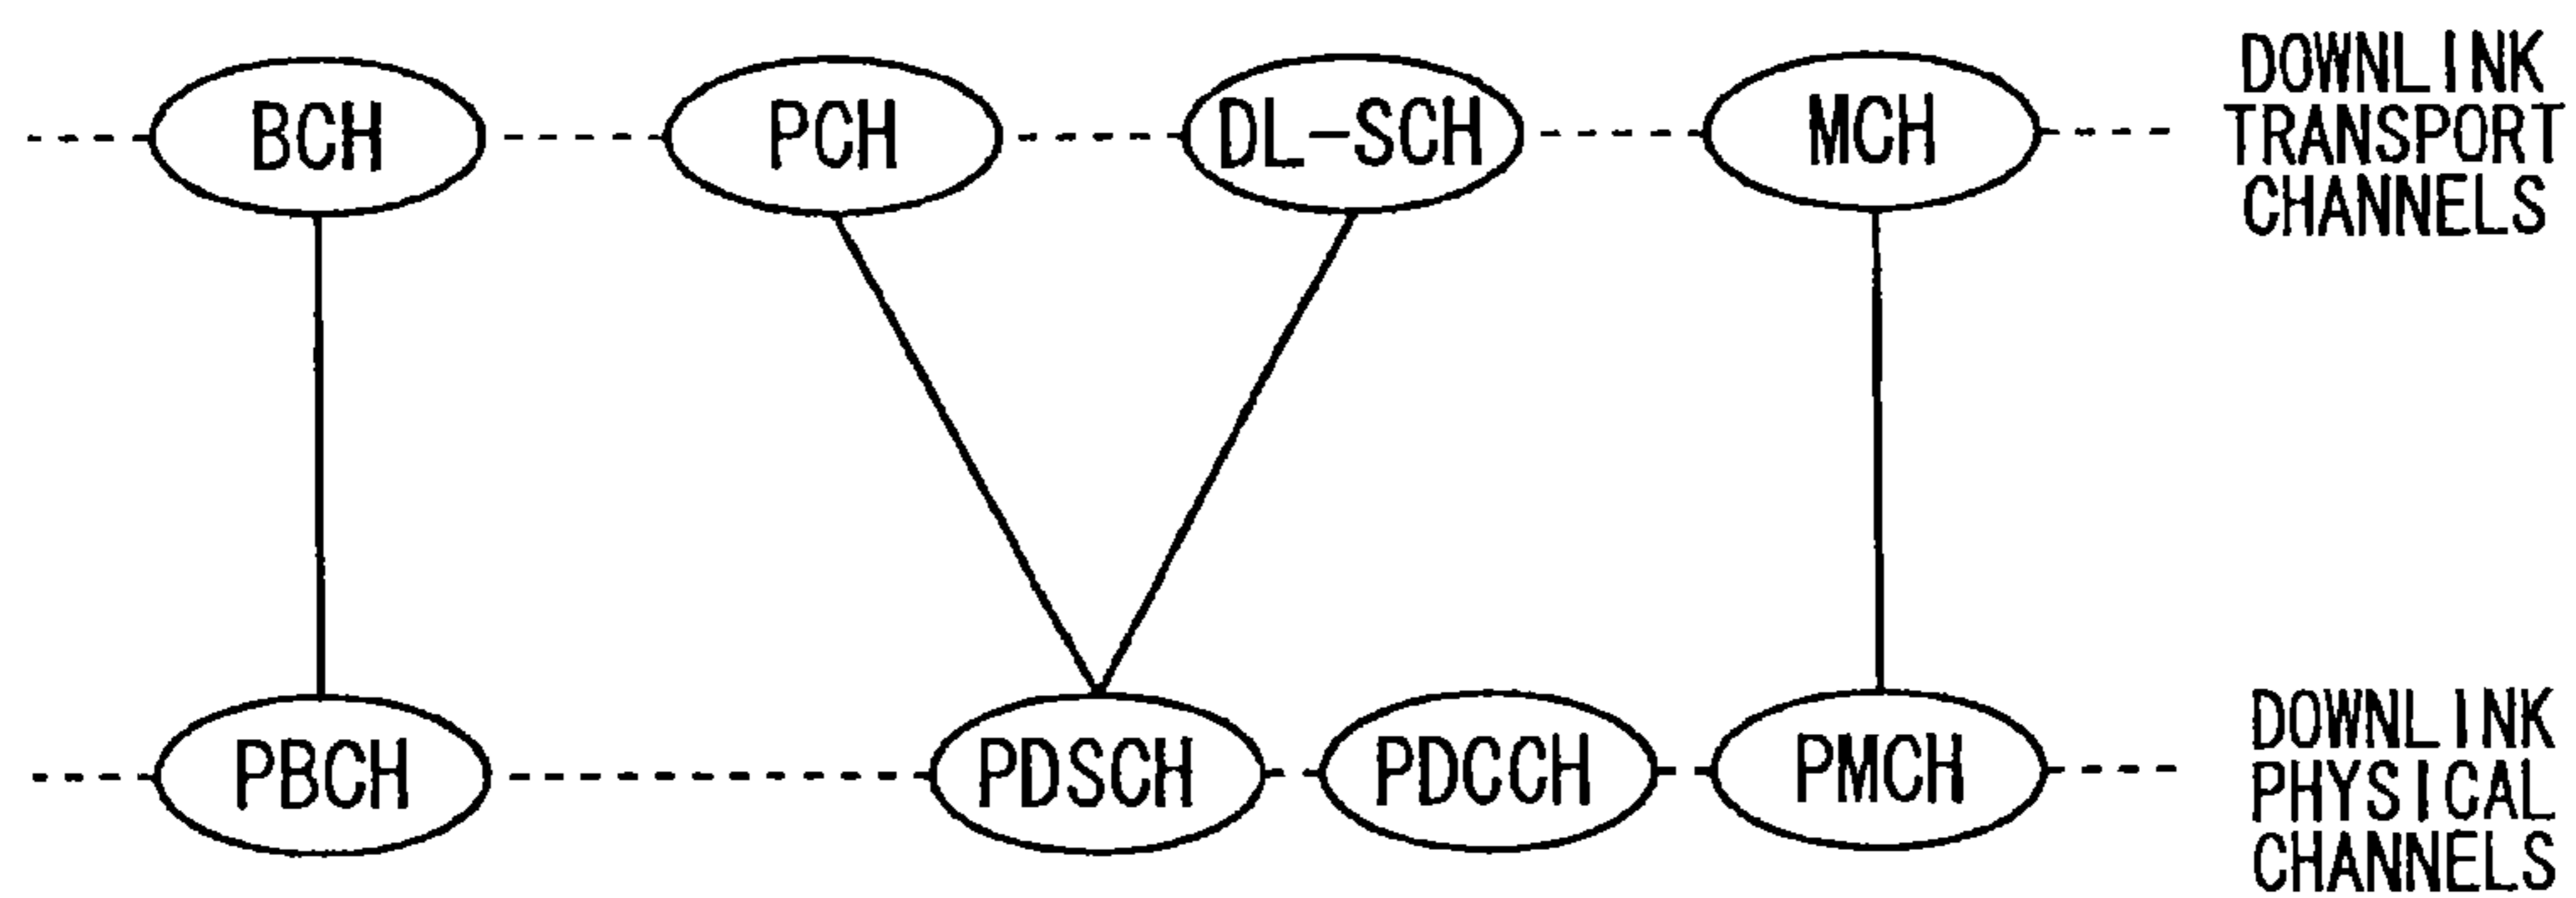 BCH
PCH
DL-SCH
MCH
DOWNLINK
TRANSPORT
CHANNELS
PBCH
PDSCH
PDCCH
PMCH
DOWNLINK
PHYSICAL
CHANNELS